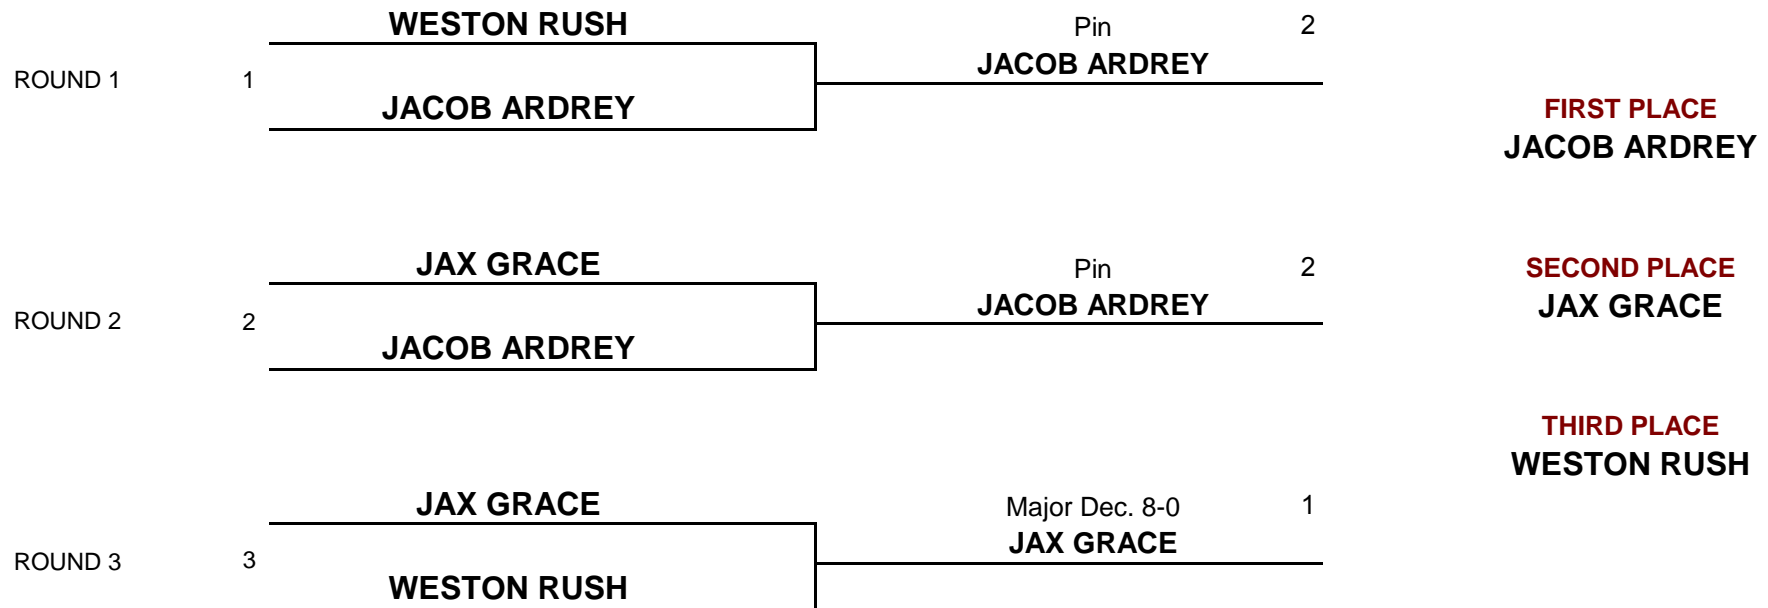 WESTON RUSH
Pin 2
JACOB ARDREY
ROUND 1 1
JACOB ARDREY
FIRST PLACE
JACOB ARDREY
JAX GRACE
Pin 2
JACOB ARDREY
ROUND 2 2
JACOB ARDREY
SECOND PLACE
JAX GRACE
THIRD PLACE
WESTON RUSH
JAX GRACE
Major Dec. 8-0 1
JAX GRACE
ROUND 3 3
WESTON RUSH